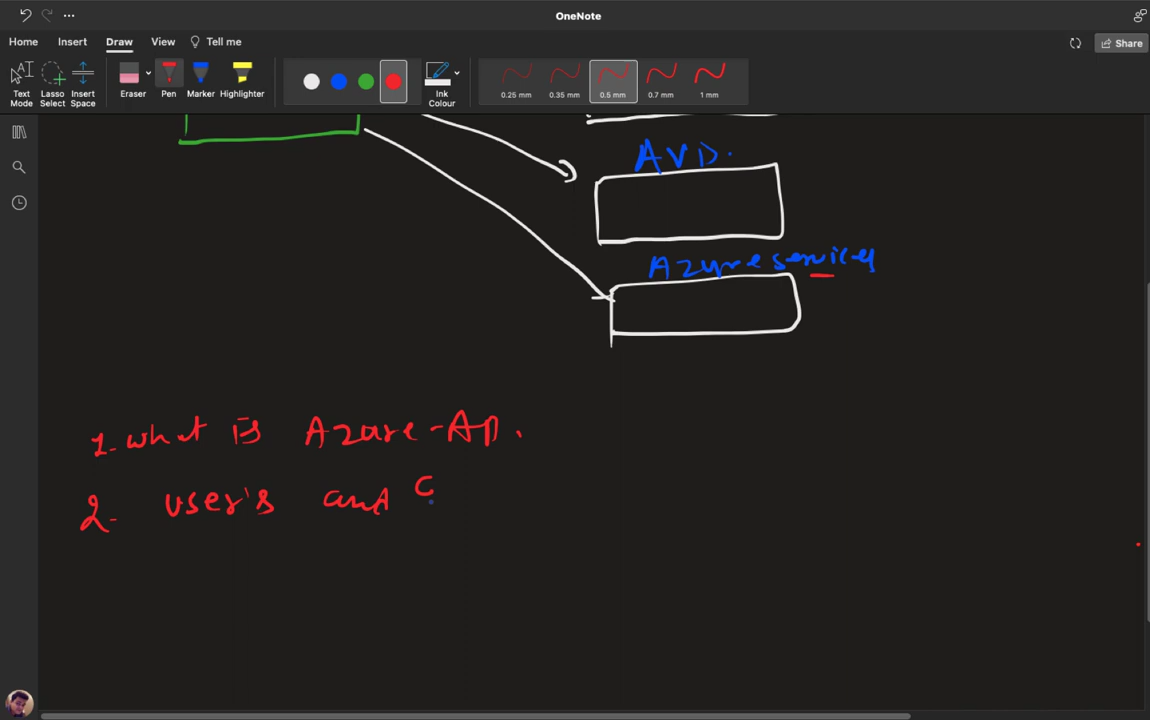 OneNote
Home Insert Draw View Tell me
Share
Text Mode
Lasso Select
Insert Space
Eraser
Pen
Marker
Highlighter
Ink Colour
0.25 mm
0.35 mm
0.5 mm
0.7 mm
1 mm
AVD.
Azure services
1. what is Azure-AD.
2. user's and G